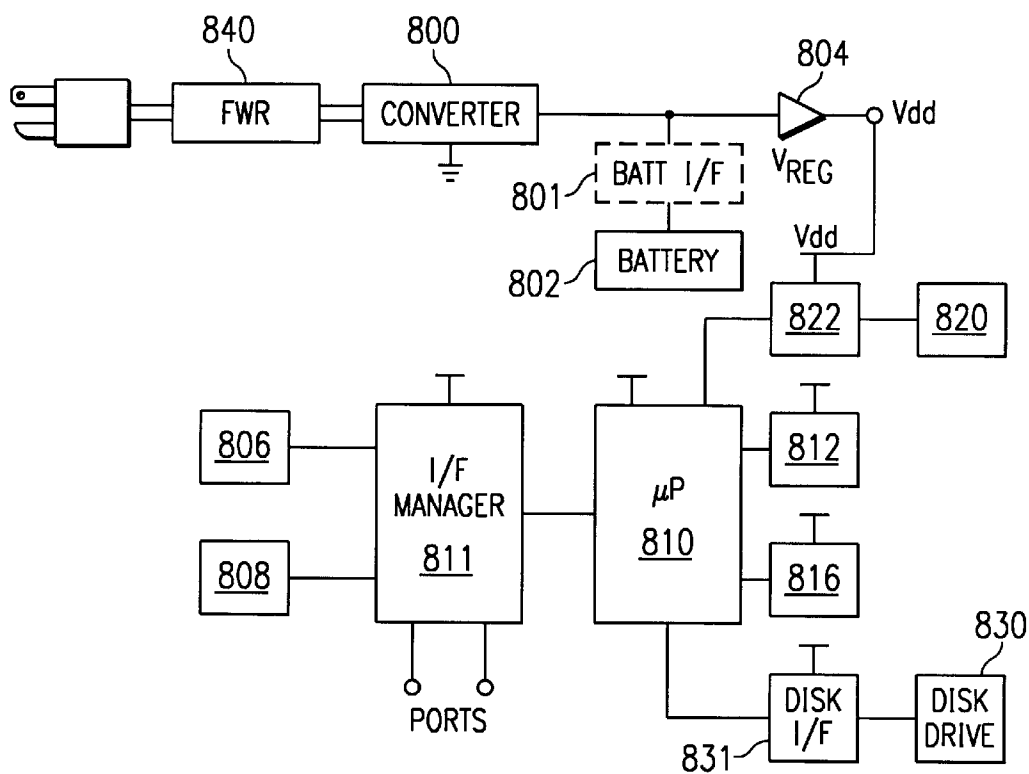 840
800
804
FWR
CONVERTER
Vdd
VREG
801
BATT I/F
Vdd
802
BATTERY
822
820
806
I/F
MANAGER
811
µP
810
812
808
816
830
PORTS
DISK
I/F
DISK
DRIVE
831